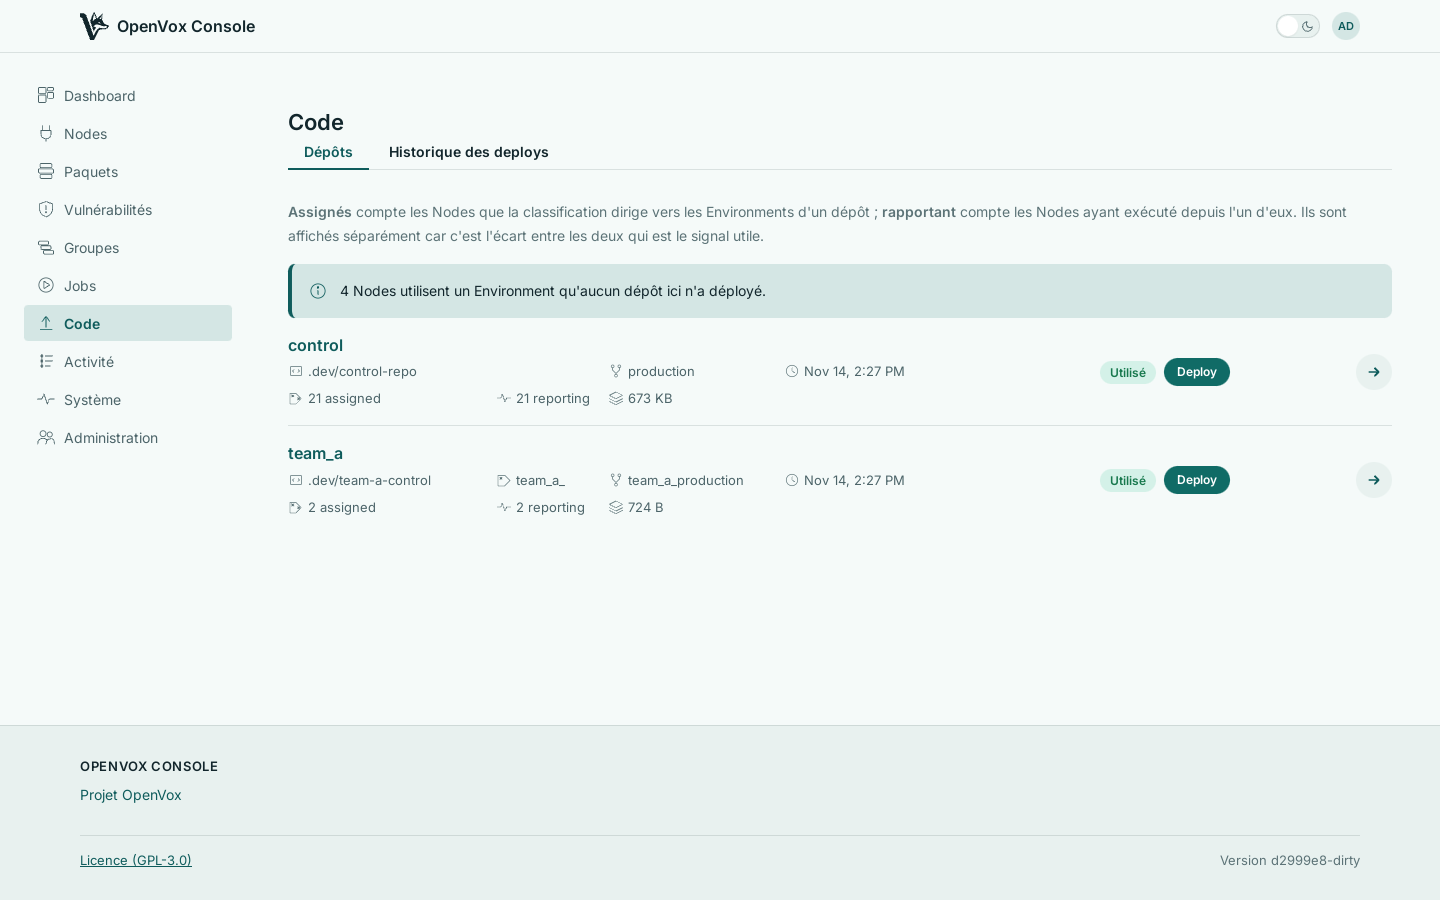 OpenVox Console
AD
Dashboard
Nodes
Paquets
Vulnérabilités
Groupes
Jobs
Code
Activité
Système
Administration
Code
Dépôts
Historique des deploys
Assignés compte les Nodes que la classification dirige vers les Environments d'un dépôt ; rapportant compte les Nodes ayant exécuté depuis l'un d'eux. Ils sont
affichés séparément car c'est l'écart entre les deux qui est le signal utile.
4 Nodes utilisent un Environment qu'aucun dépôt ici n'a déployé.
control
.dev/control-repo production Nov 14, 2:27 PM Utilisé Deploy
21 assigned 21 reporting 673 KB
team_a
.dev/team-a-control team_a_ team_a_production Nov 14, 2:27 PM Utilisé Deploy
2 assigned 2 reporting 724 B
OPENVOX CONSOLE
Projet OpenVox
Licence (GPL-3.0)
Version d2999e8-dirty